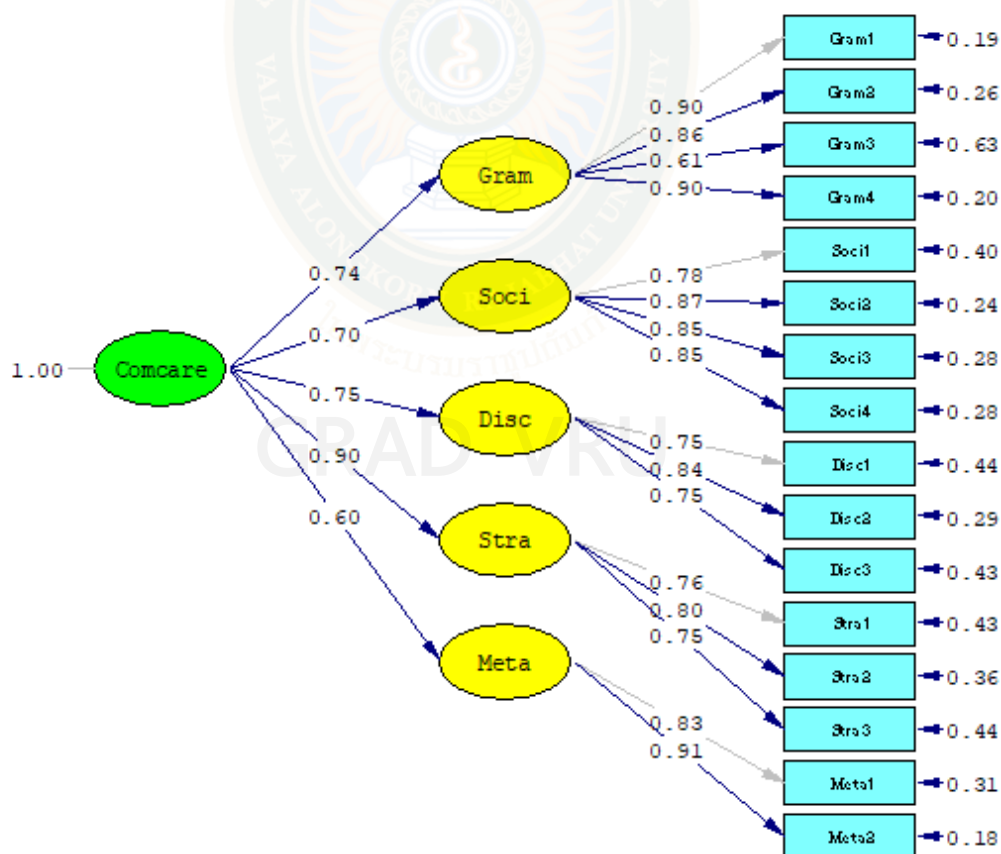 Gram1
0.19
0.90
Gram2
0.26
0.86
Gram3
0.63
0.61
Gram
Gram4
0.20
0.90
Soci1
0.40
0.74
0.78
Soci
Soci2
0.24
0.87
0.70
0.85
Soci3
0.28
0.85
1.00
Comcare
0.75
Soci4
0.28
Disc
0.75
Disc1
0.44
0.90
0.84
0.75
Disc2
0.29
0.60
Stra
Disc3
0.43
0.76
0.80
Stra1
0.43
0.75
Meta
Stra2
0.36
0.83
Stra3
0.44
0.91
Meta1
0.31
Meta2
0.18
GRAD VRU
VALAYA ALONGKORN RAJABHAT UNIVERSITY